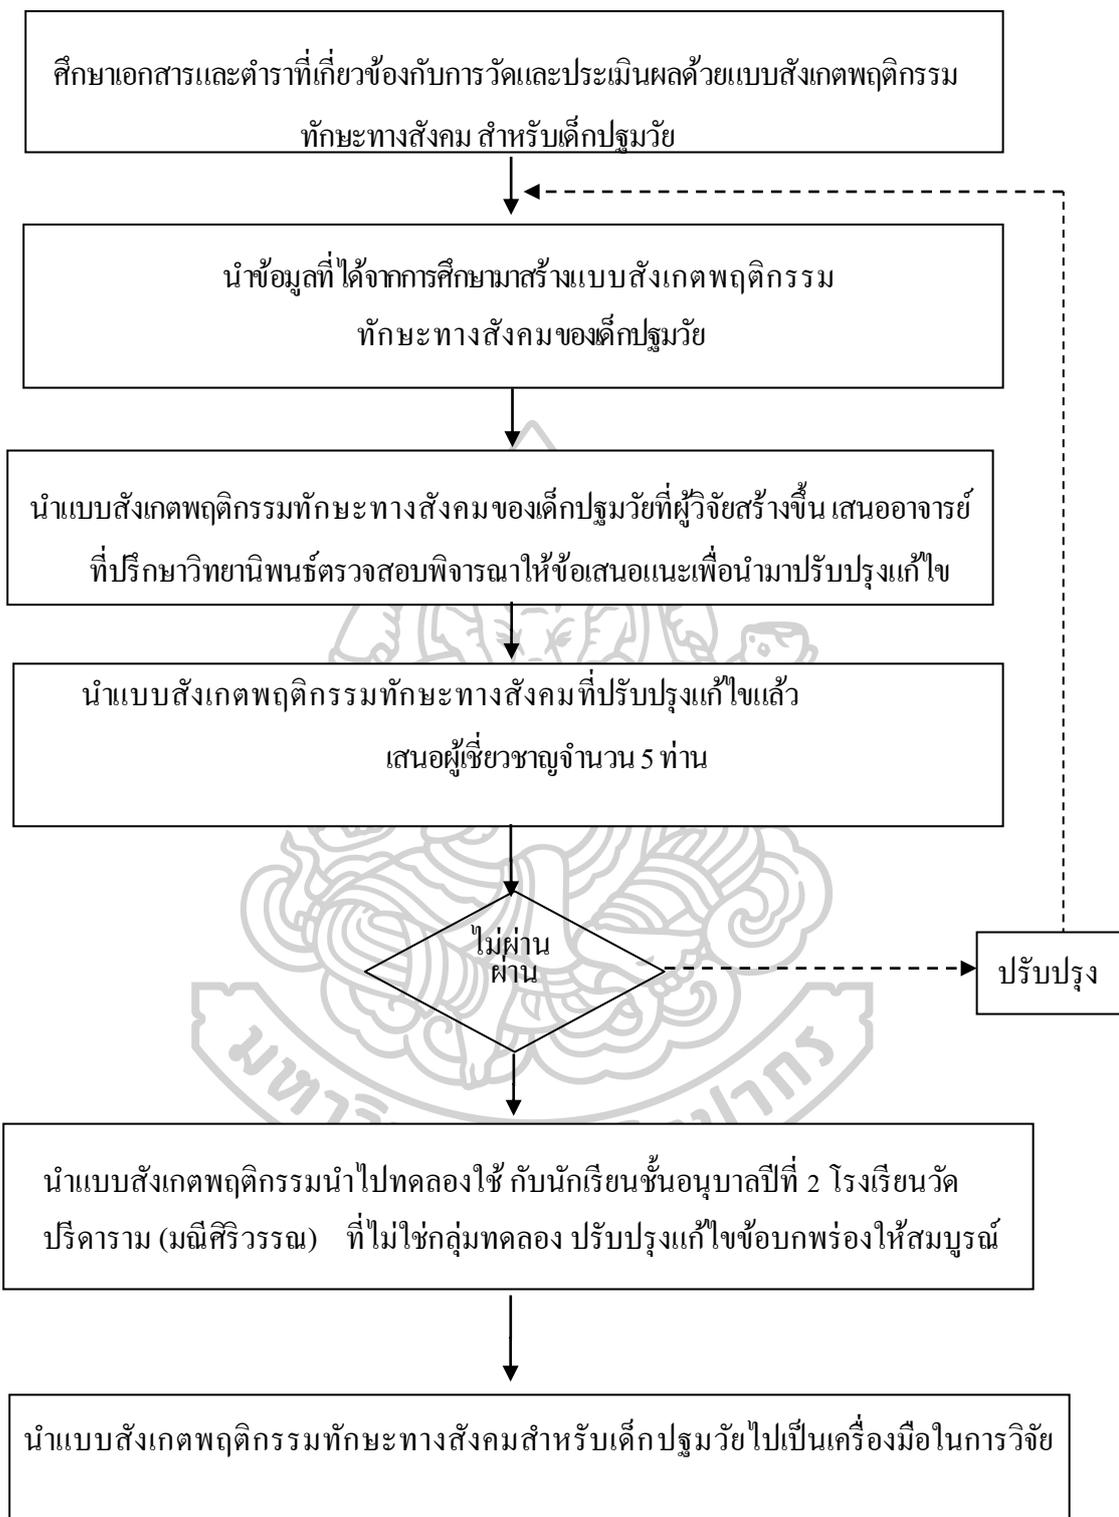 ศึกษาเอกสารและตำราที่เกี่ยวข้องกับการวัดและประเมินผลด้วยแบบสังเกตพฤติกรรม
ทักษะทางสังคม สำหรับเด็กปฐมวัย
นำข้อมูลที่ได้จากการศึกษามาสร้างแบบสังเกตพฤติกรรม
ทักษะทางสังคมของเด็กปฐมวัย
นำแบบสังเกตพฤติกรรมทักษะทางสังคมของเด็กปฐมวัยที่ผู้วิจัยสร้างขึ้น เสนออาจารย์
ที่ปรึกษาวิทยานิพนธ์ตรวจสอบพิจารณาให้ข้อเสนอแนะเพื่อนำมาปรับปรุงแก้ไข
นำแบบสังเกตพฤติกรรมทักษะทางสังคมที่ปรับปรุงแก้ไขแล้ว
เสนอผู้เชี่ยวชาญจำนวน 5 ท่าน
ไม่ผ่าน
ผ่าน
ปรับปรุง
นำแบบสังเกตพฤติกรรมนำไปทดลองใช้ กับนักเรียนชั้นอนุบาลปีที่ 2 โรงเรียนวัด
ปรีดาราม (มณีศิริวรรณ) ที่ไม่ใช่กลุ่มทดลอง ปรับปรุงแก้ไขข้อบกพร่องให้สมบูรณ์
นำแบบสังเกตพฤติกรรมทักษะทางสังคมสำหรับเด็กปฐมวัยไปเป็นเครื่องมือในการวิจัย